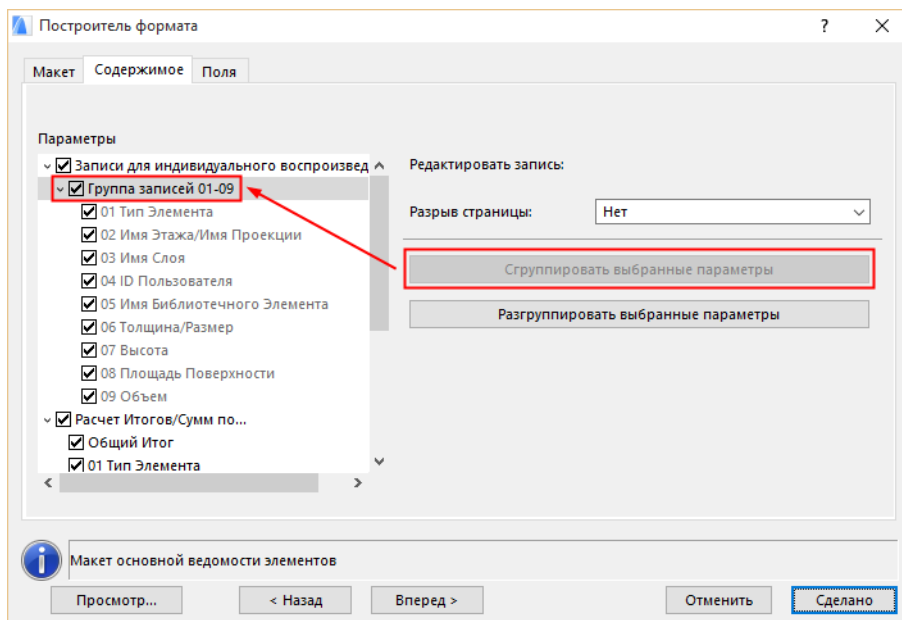 Построитель формата
?
Макет Содержимое Поля
Параметры
Записи для индивидуального воспроизвед
Группа записей 01-09
01 Тип Элемента
02 Имя Этажа/Имя Проекции
03 Имя Слоя
04 ID Пользователя
05 Имя Библиотечного Элемента
06 Толщина/Размер
07 Высота
08 Площадь Поверхности
09 Объем
Расчет Итогов/Сумм по...
Общий Итог
01 Тип Элемента
Редактировать запись:
Разрыв страницы: Нет
Сгруппировать выбранные параметры
Разгруппировать выбранные параметры
Макет основной ведомости элементов
Просмотр... < Назад Вперед > Отменить Сделано